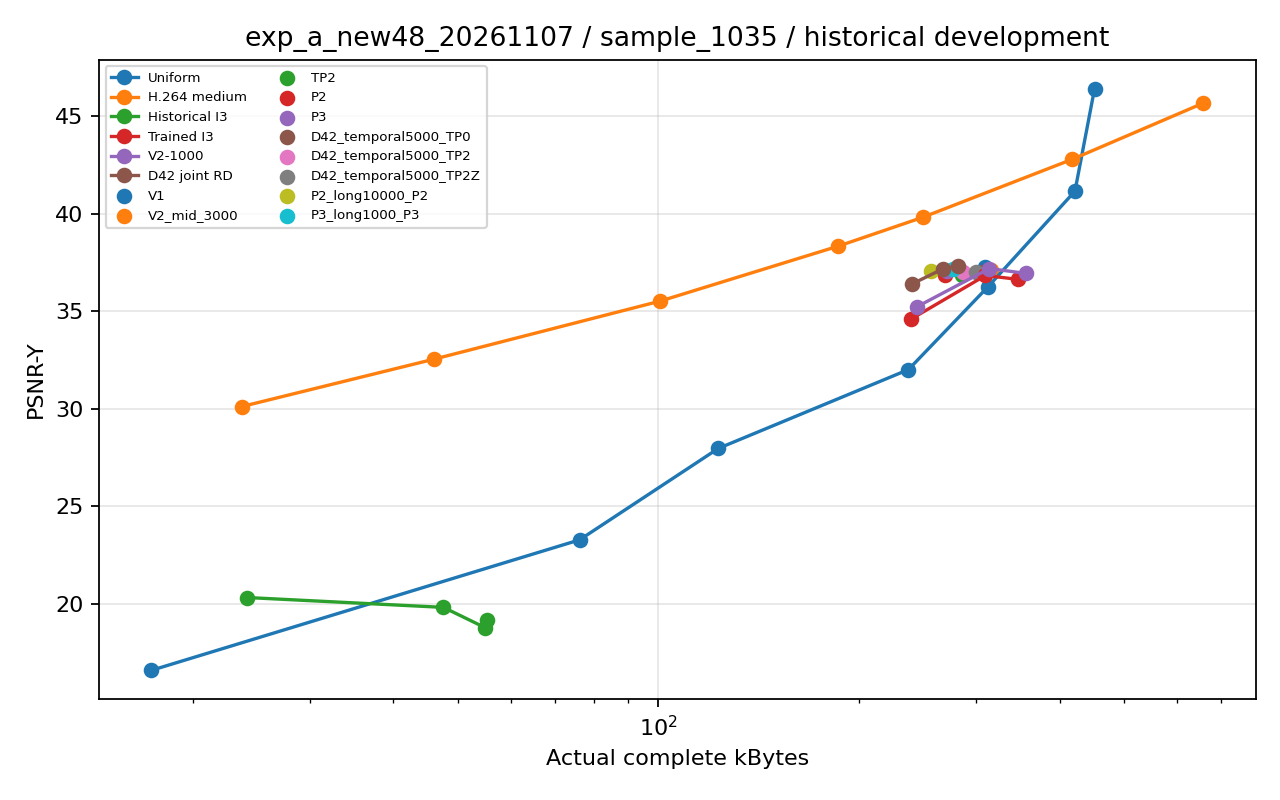 exp_a_new48_20261107 / sample_1035 / historical development
Uniform
H.264 medium
Historical I3
Trained I3
V2-1000
D42 joint RD
V1
V2_mid_3000
TP2
P2
P3
D42_temporal5000_TP0
D42_temporal5000_TP2
D42_temporal5000_TP2Z
P2_long10000_P2
P3_long1000_P3
PSNR-Y
45
40
35
30
25
20
10²
Actual complete kBytes